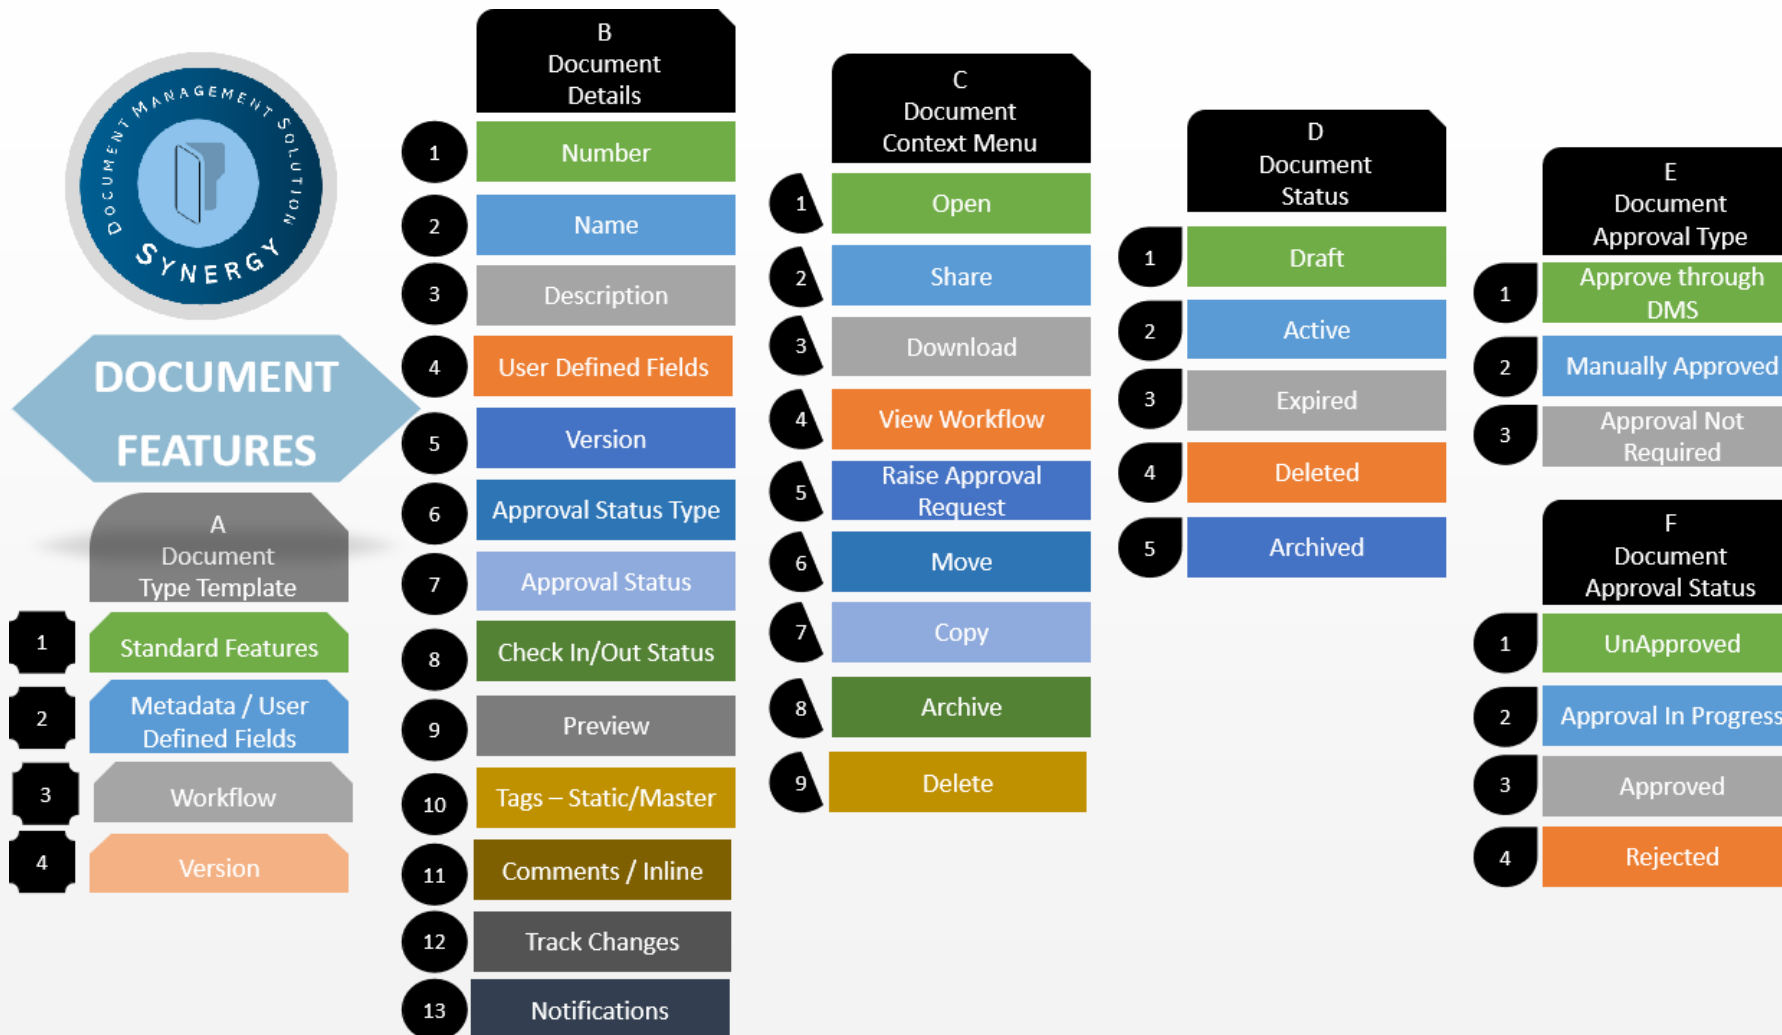 DOCUMENT MANAGEMENT SOLUTION
SYNERGY
DOCUMENT
FEATURES
A
Document
Type Template
1
Standard Features
2
Metadata / User
Defined Fields
3
Workflow
4
Version
B
Document
Details
1
Number
2
Name
3
Description
4
User Defined Fields
5
Version
6
Approval Status Type
7
Approval Status
8
Check In/Out Status
9
Preview
10
Tags – Static/Master
11
Comments / Inline
12
Track Changes
13
Notifications
C
Document
Context Menu
1
Open
2
Share
3
Download
4
View Workflow
5
Raise Approval
Request
6
Move
7
Copy
8
Archive
9
Delete
D
Document
Status
1
Draft
2
Active
3
Expired
4
Deleted
5
Archived
E
Document
Approval Type
1
Approve through
DMS
2
Manually Approved
3
Approval Not
Required
F
Document
Approval Status
1
UnApproved
2
Approval In Progress
3
Approved
4
Rejected